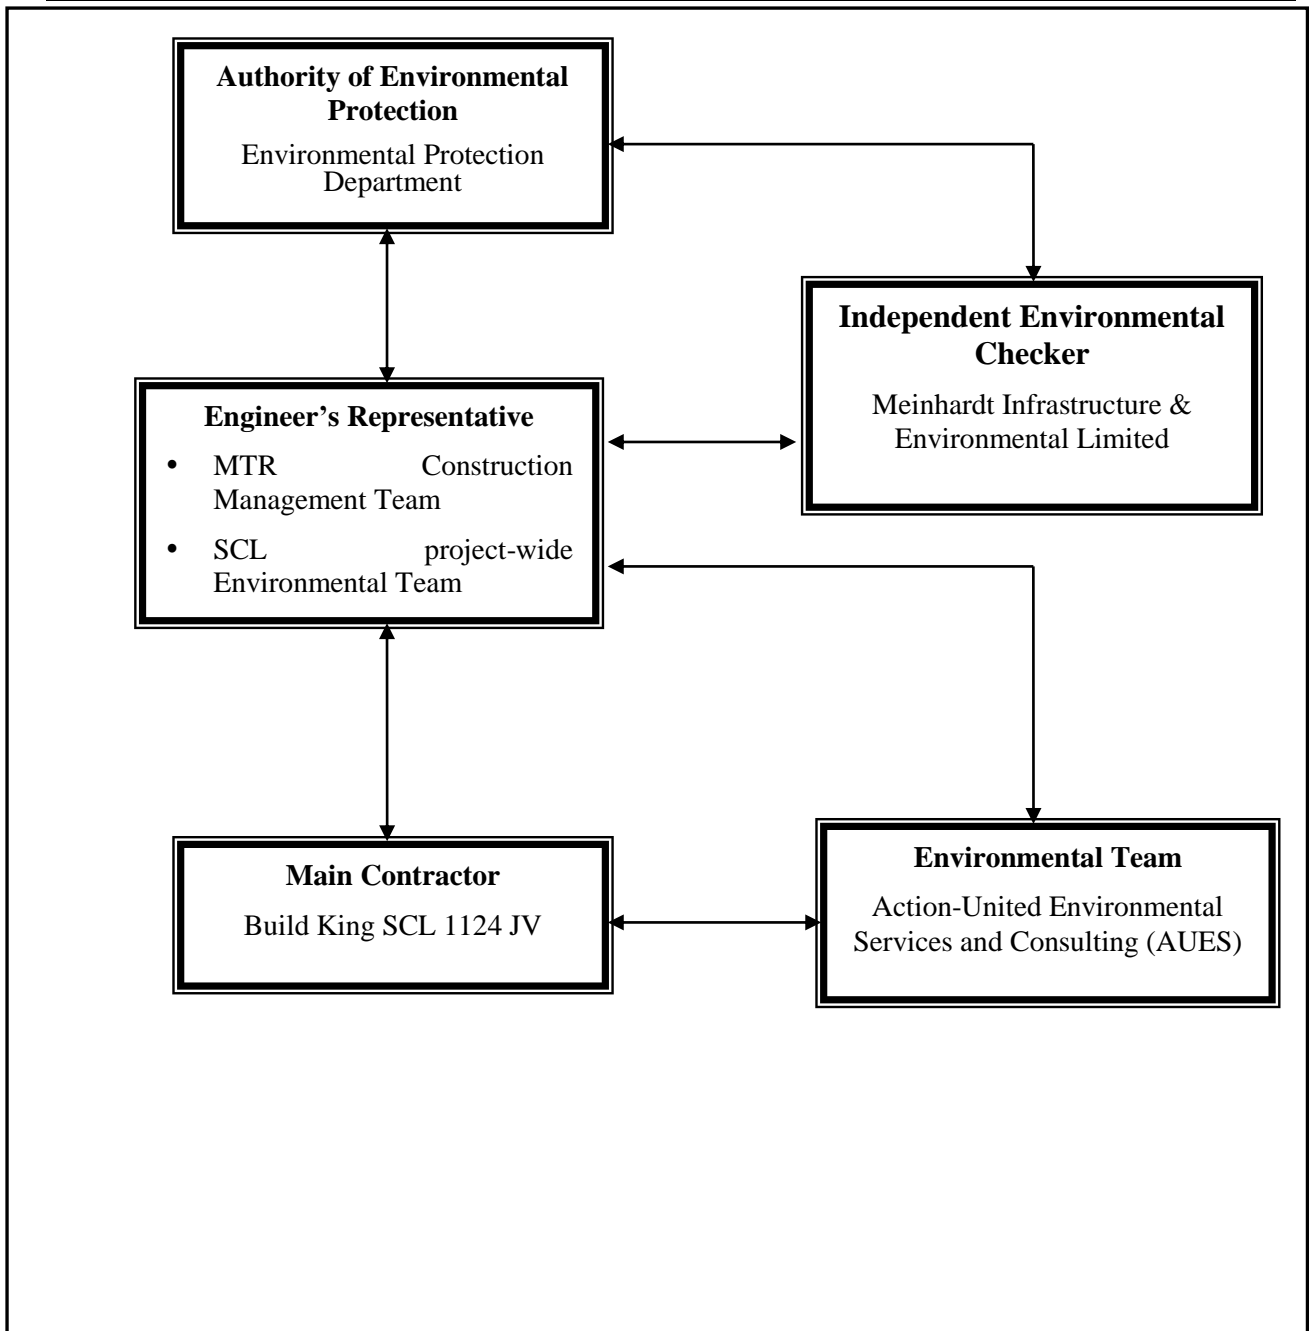 Authority of Environmental
Protection
Environmental Protection
Department
Independent Environmental
Checker
Meinhardt Infrastructure &
Environmental Limited
Engineer’s Representative
• MTR Construction
Management Team
• SCL project-wide
Environmental Team
Main Contractor
Build King SCL 1124 JV
Environmental Team
Action-United Environmental
Services and Consulting (AUES)